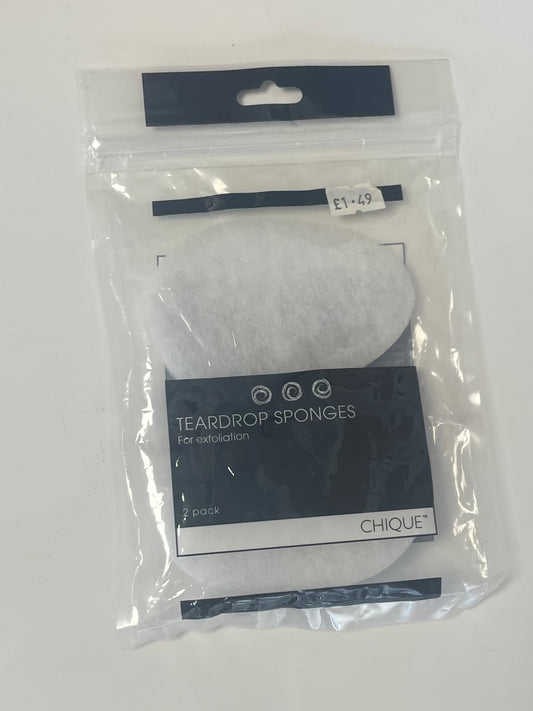 £1.49
TEARDROP SPONGES
For exfoliation
2 pack
CHIQUE™